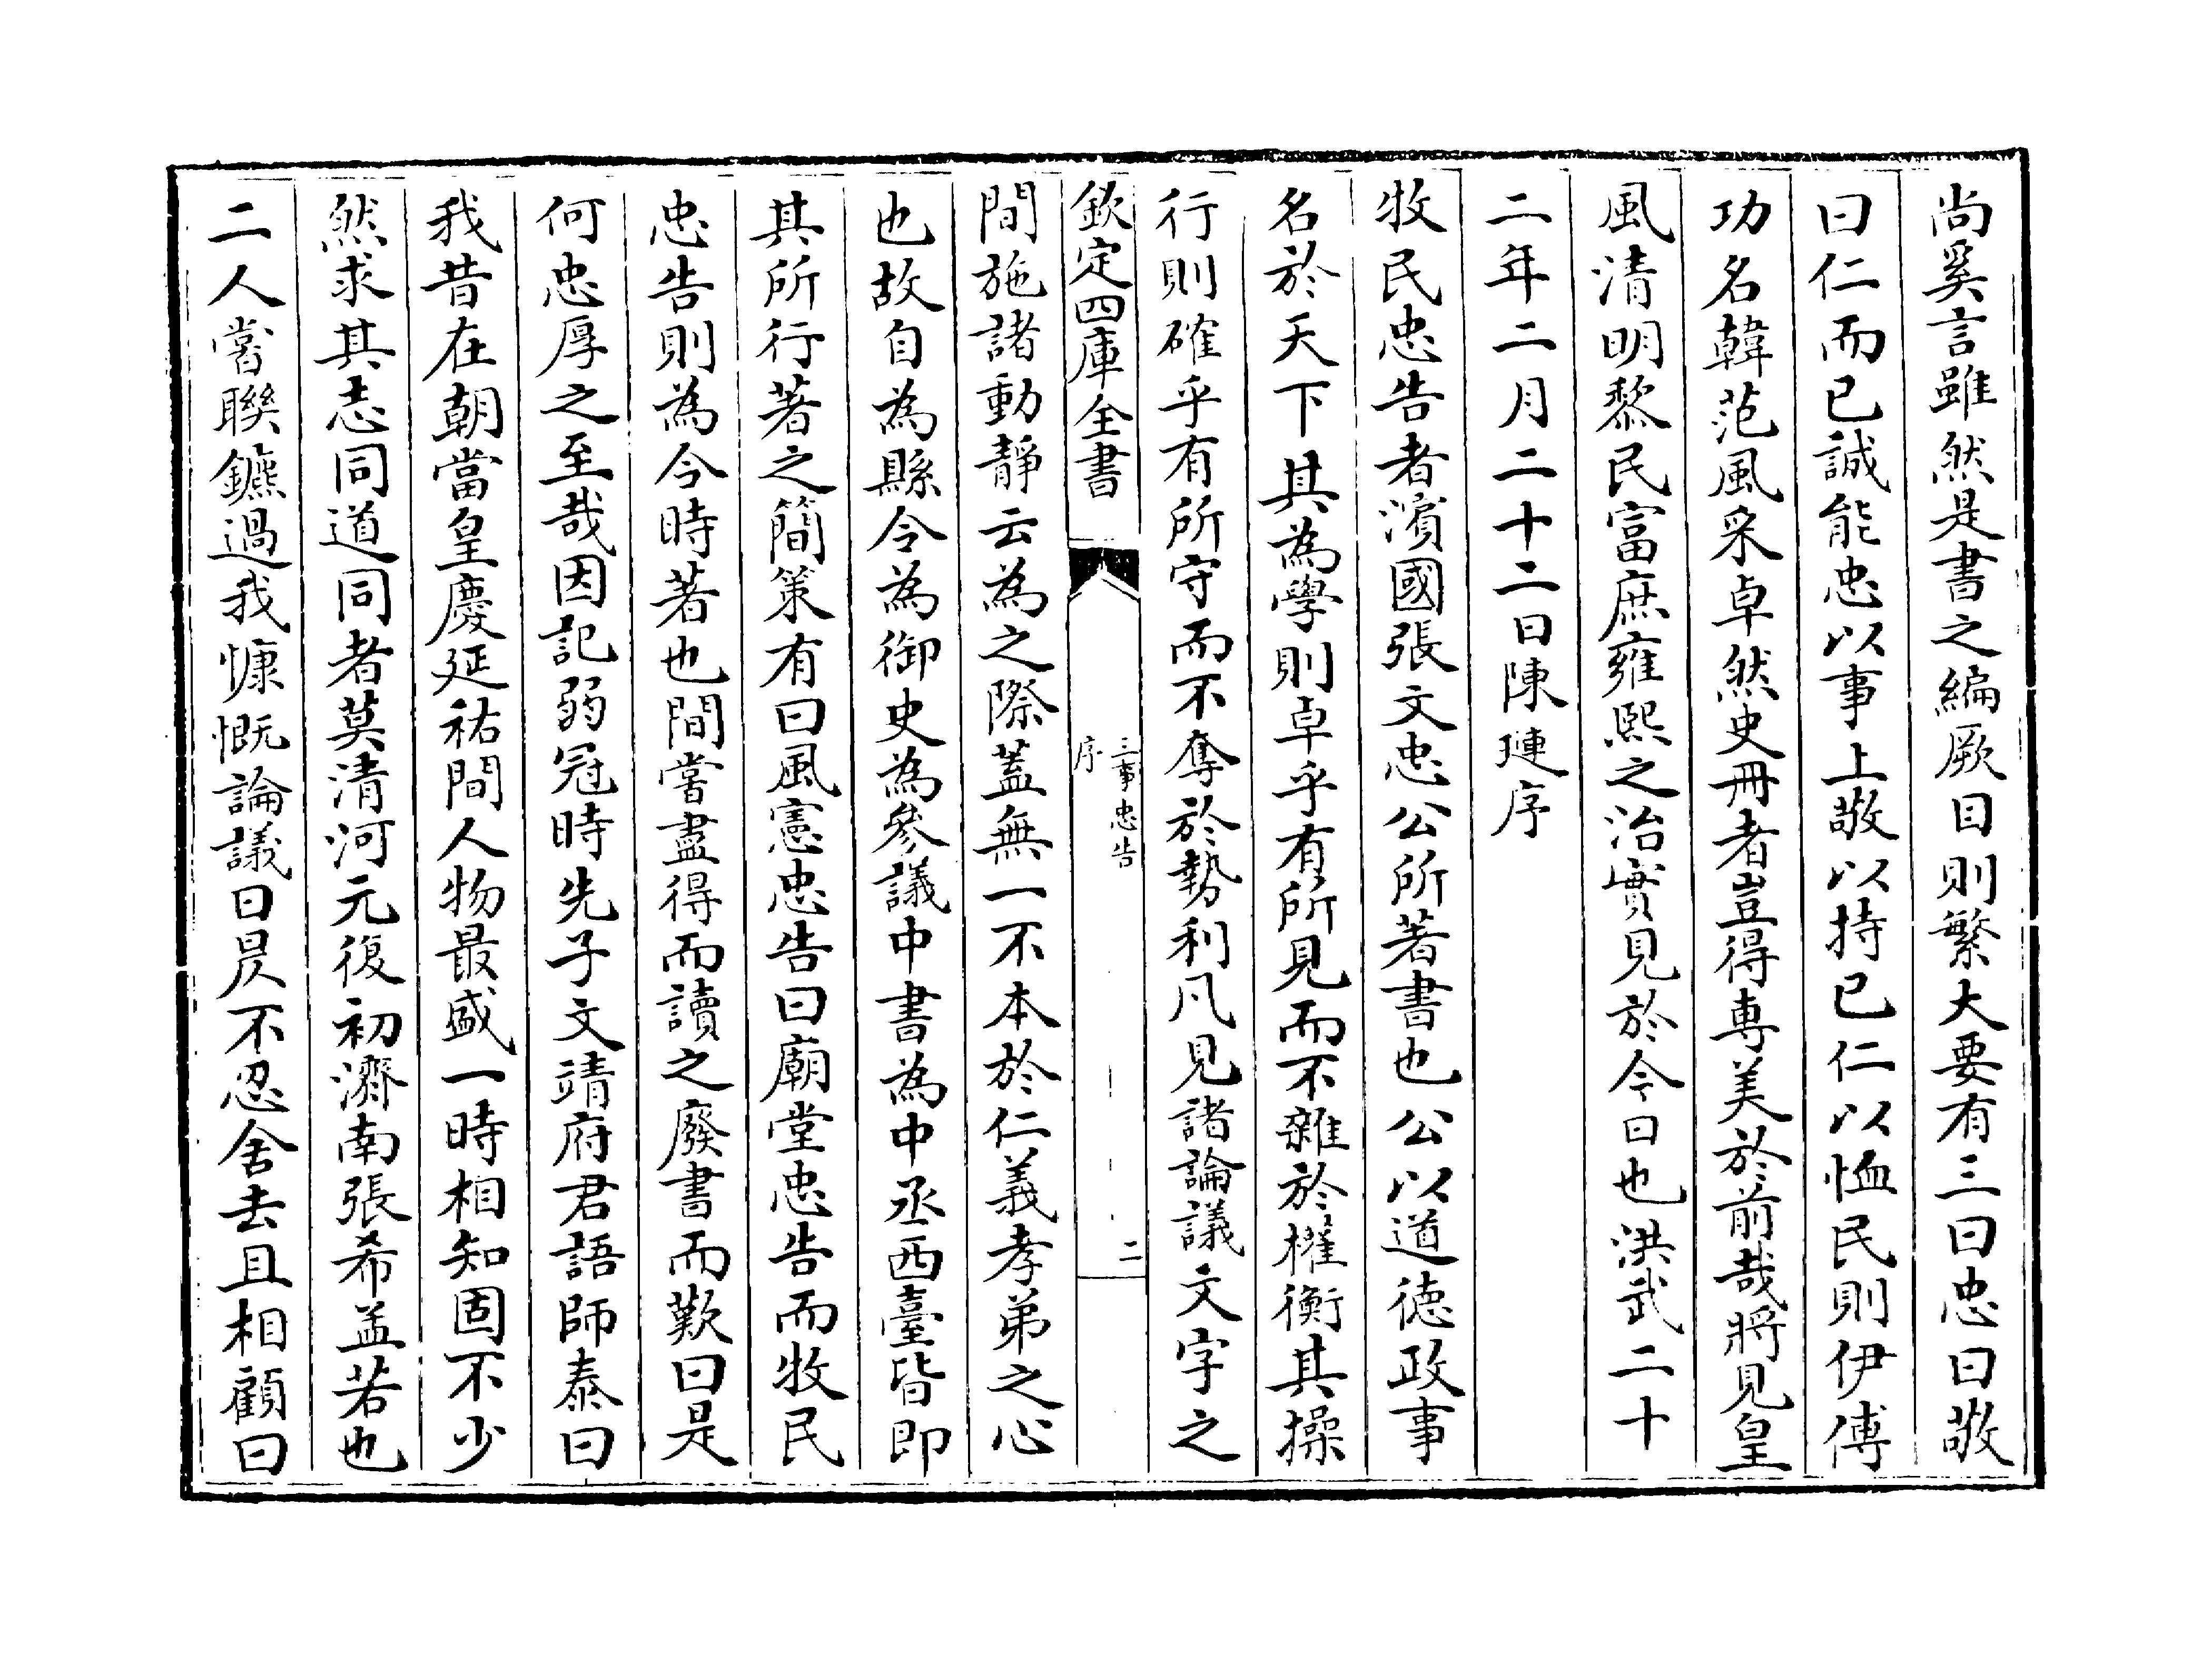 尚奚言雖然是書之編厥目則繁大要有三曰忠曰敬
曰仁而已誠能忠以事上敬以持已仁以恤民則伊傅
功名韓范風采卓然史冊者豈得專美於前哉將見皇
風清明黎民富庶雍熙之治實見於今日也洪武二十
二年二月二十二日陳璉序
牧民忠告者濱國張文忠公所著書也公以道德政事
名於天下其為學則卓乎有所見而不雜於權衡其操
行則確乎有所守而不奪於勢利凡見諸論議文字之
欽定四庫全書
三事忠告
序
二
間施諸動靜云為之際蓋無一不本於仁義孝弟之心
也故自為縣令為御史為參議中書為中丞西臺皆即
其所行著之簡策有曰風憲忠告曰廟堂忠告而牧民
忠告則為令時著也間嘗盡得而讀之廢書而歎曰是
何忠厚之至哉因記弱冠時先子文靖府君語師泰曰
我昔在朝當皇慶延祐間人物最盛一時相知固不少
然求其志同道同者莫清河元復初濟南張希孟若也
二人嘗聯鑣過我慷慨論議日昃不忍舍去且相顧曰